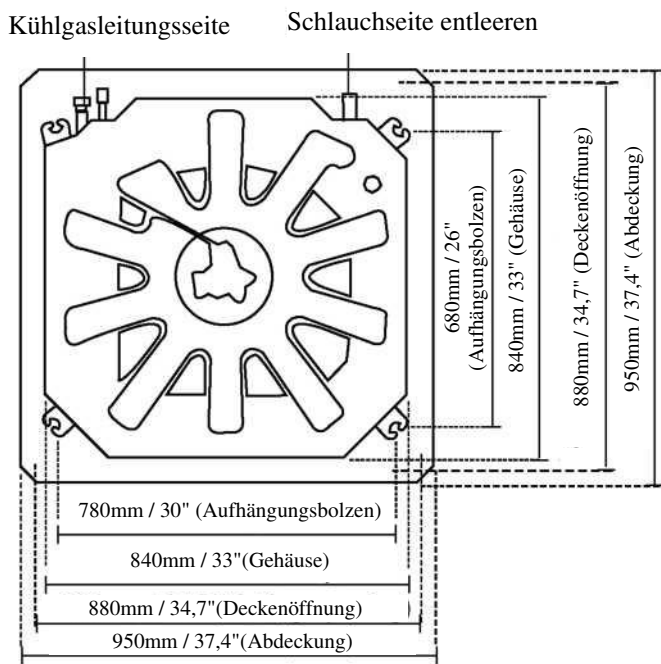 Kühlgasleitungsseite
Schlauchseite entleeren
680mm / 26"
(Aufhängungsbolzen)
840mm / 33" (Gehäuse)
880mm / 34,7" (Deckenöffnung)
950mm / 37,4" (Abdeckung)
780mm / 30" (Aufhängungsbolzen)
840mm / 33"(Gehäuse)
880mm / 34,7"(Deckenöffnung)
950mm / 37,4"(Abdeckung)